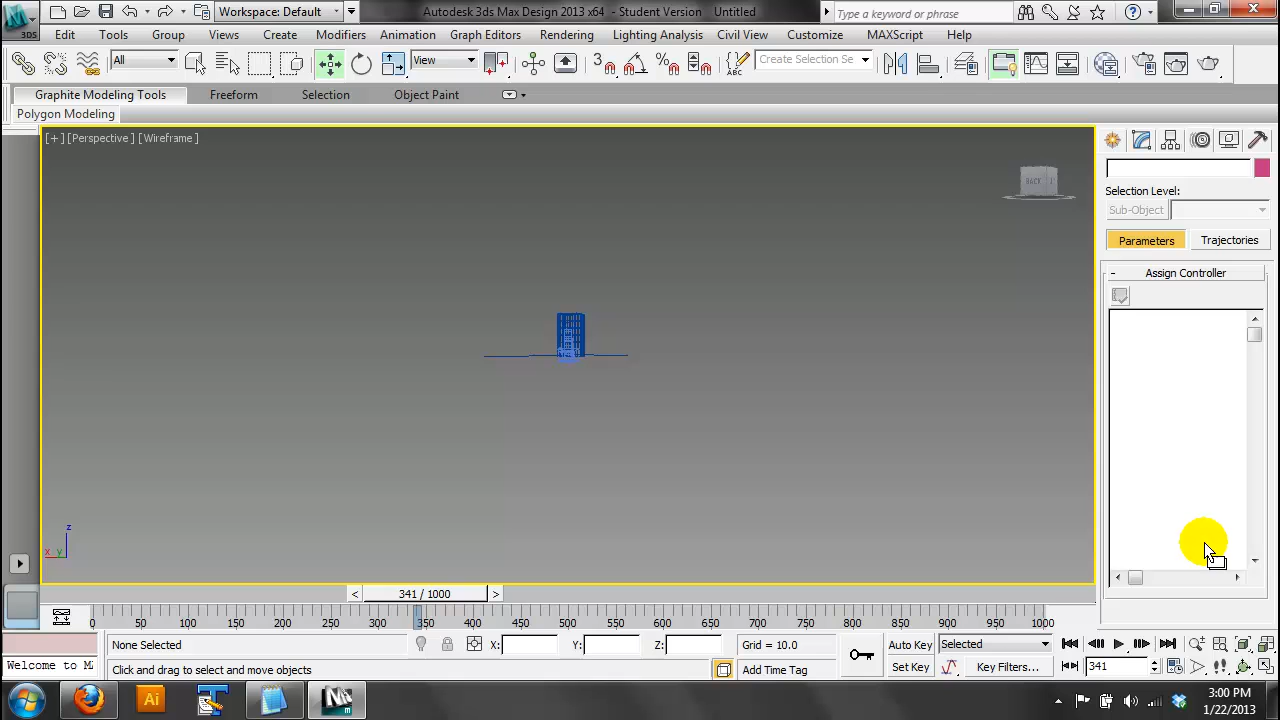 3DS
Workspace: Default
Autodesk 3ds Max Design 2013 x64 - Student Version Untitled
Type a keyword or phrase
Edit Tools Group Views Create Modifiers Animation Graph Editors Rendering Lighting Analysis Civil View Customize MAXScript Help
All
View
3
%
ABC
Create Selection Se
Graphite Modeling Tools Freeform Selection Object Paint
Polygon Modeling
[+][Perspective][Wireframe]
BACK
Selection Level:
Sub-Object
Parameters Trajectories
- Assign Controller
z
x y
< 341 / 1000 >
0 50 100 150 200 250 300 350 400 450 500 550 600 650 700 750 800 850 900 950 1000
None Selected X: Y: Z: Grid = 10.0 Auto Key Selected
Welcome to M Click and drag to select and move objects Add Time Tag Set Key Key Filters... 341
Ai
3:00 PM
1/22/2013